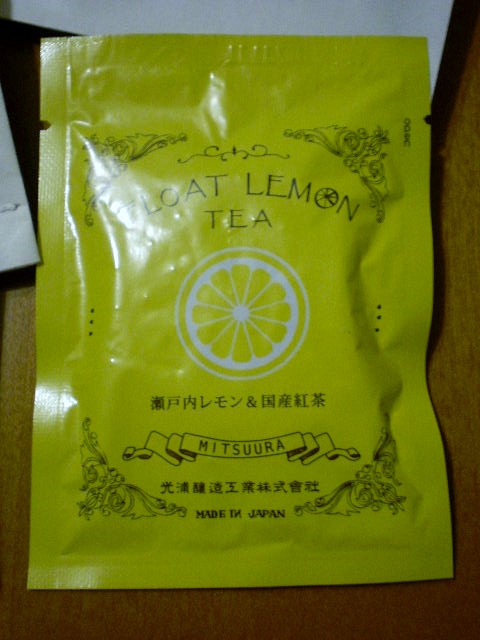 FLOAT LEMON
TEA
瀬戸内レモン&国産紅茶
MITSUURA
光浦醸造工業株式會社
MADE IN JAPAN